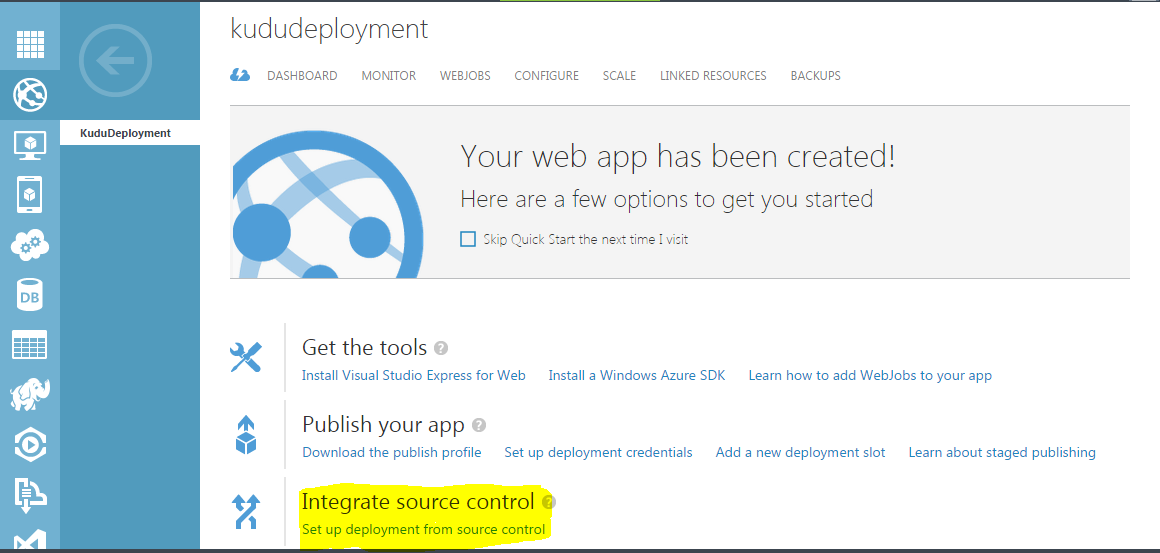 kududeployment
DASHBOARD MONITOR WEBJOBS CONFIGURE SCALE LINKED RESOURCES BACKUPS
KuduDeployment
Your web app has been created!
Here are a few options to get you started
Skip Quick Start the next time I visit
DB
Get the tools ?
Install Visual Studio Express for Web Install a Windows Azure SDK Learn how to add WebJobs to your app
Publish your app ?
Download the publish profile Set up deployment credentials Add a new deployment slot Learn about staged publishing
Integrate source control ?
Set up deployment from source control